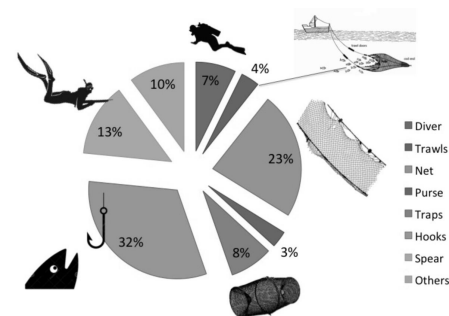 7%
4%
23%
3%
8%
32%
13%
10%
Diver
Trawls
Net
Purse
Traps
Hooks
Spear
Others